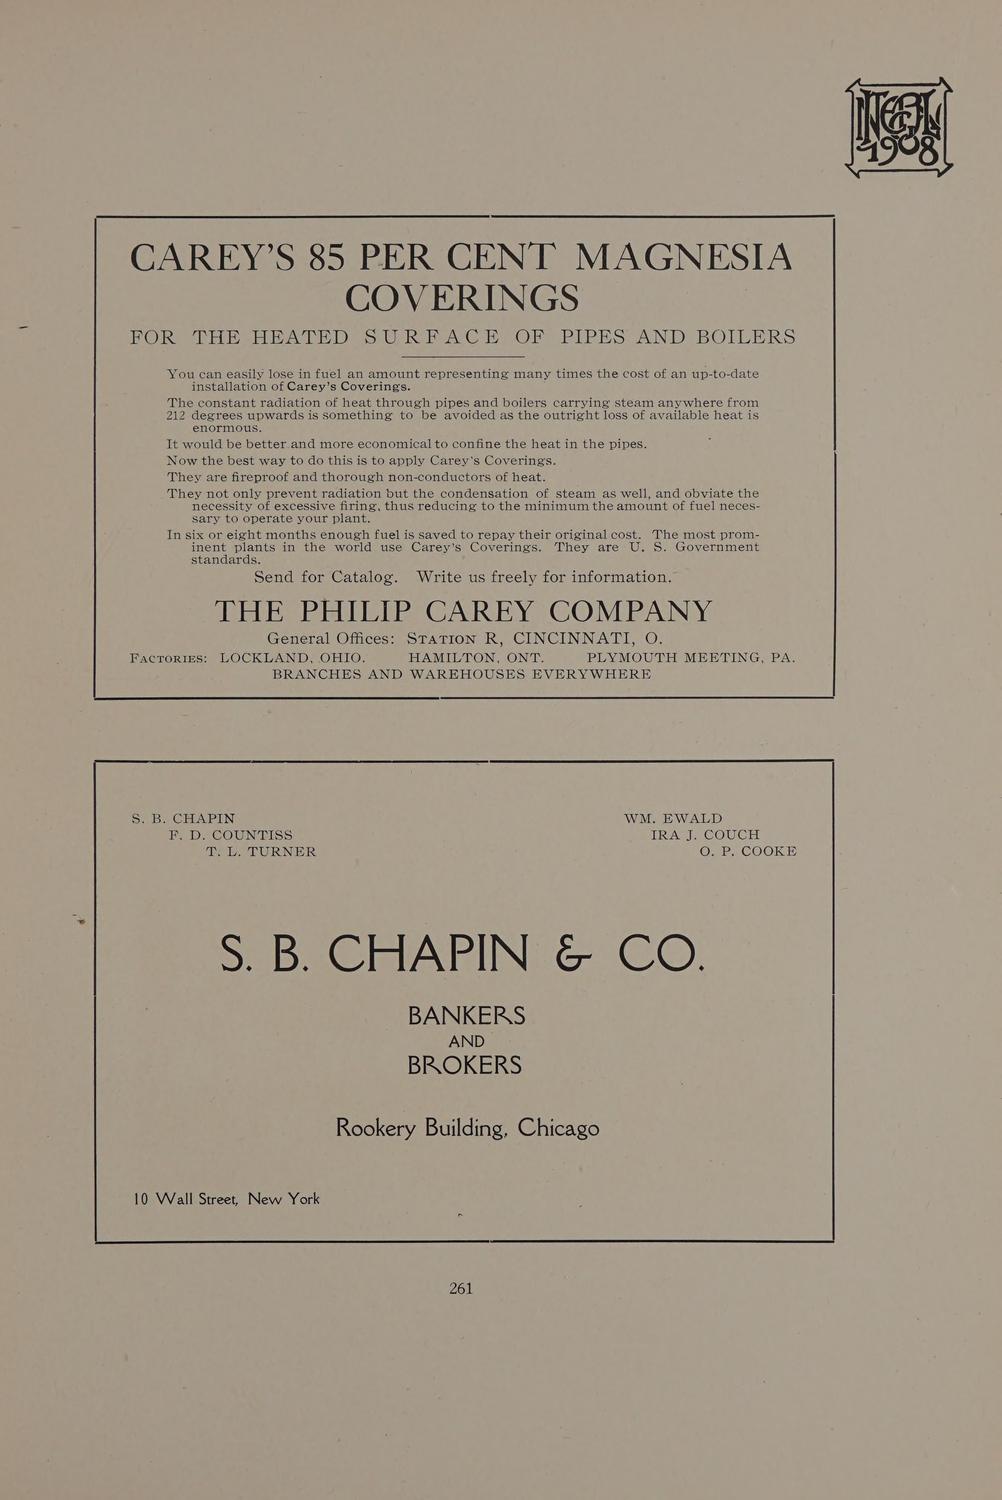 INTEGRAL
1908
CAREY'S 85 PER CENT MAGNESIA
COVERINGS
FOR THE HEATED SURFACE OF PIPES AND BOILERS
You can easily lose in fuel an amount representing many times the cost of an up-to-date
installation of Carey's Coverings.
The constant radiation of heat through pipes and boilers carrying steam anywhere from
212 degrees upwards is something to be avoided as the outright loss of available heat is
enormous.
It would be better and more economical to confine the heat in the pipes.
Now the best way to do this is to apply Carey's Coverings.
They are fireproof and thorough non-conductors of heat.
They not only prevent radiation but the condensation of steam as well, and obviate the
necessity of excessive firing, thus reducing to the minimum the amount of fuel neces-
sary to operate your plant.
In six or eight months enough fuel is saved to repay their original cost. The most prom-
inent plants in the world use Carey's Coverings. They are U. S. Government
standards.
Send for Catalog. Write us freely for information.
THE PHILIP CAREY COMPANY
General Offices: STATION R, CINCINNATI, O.
FACTORIES: LOCKLAND, OHIO. HAMILTON, ONT. PLYMOUTH MEETING, PA.
BRANCHES AND WAREHOUSES EVERYWHERE
S. B. CHAPIN WM. EWALD
F. D. COUNTISS IRA J. COUCH
T. L. TURNER O. P. COOKE
S. B. CHAPIN & CO.
BANKERS
AND
BROKERS
Rookery Building, Chicago
10 Wall Street, New York
261